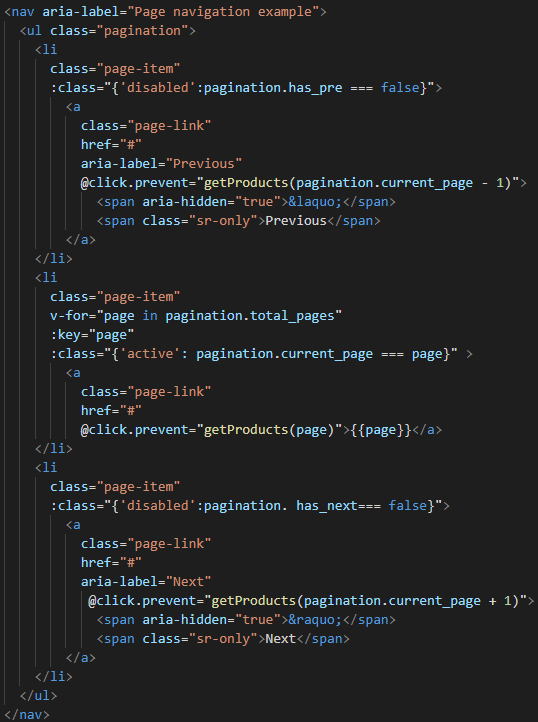 <nav aria-label="Page navigation example">
<ul class="pagination">
<li
class="page-item"
:class="{'disabled':pagination.has_pre === false}">
<a
class="page-link"
href="#"
aria-label="Previous"
@click.prevent="getProducts(pagination.current_page - 1)">
<span aria-hidden="true">&laquo;</span>
<span class="sr-only">Previous</span>
</a>
</li>
<li
class="page-item"
v-for="page in pagination.total_pages"
:key="page"
:class="{'active': pagination.current_page === page}" >
<a
class="page-link"
href="#"
@click.prevent="getProducts(page)">{{page}}</a>
</li>
<li
class="page-item"
:class="{'disabled':pagination. has_next=== false}">
<a
class="page-link"
href="#"
aria-label="Next"
@click.prevent="getProducts(pagination.current_page + 1)">
<span aria-hidden="true">&raquo;</span>
<span class="sr-only">Next</span>
</a>
</li>
</ul>
</nav>